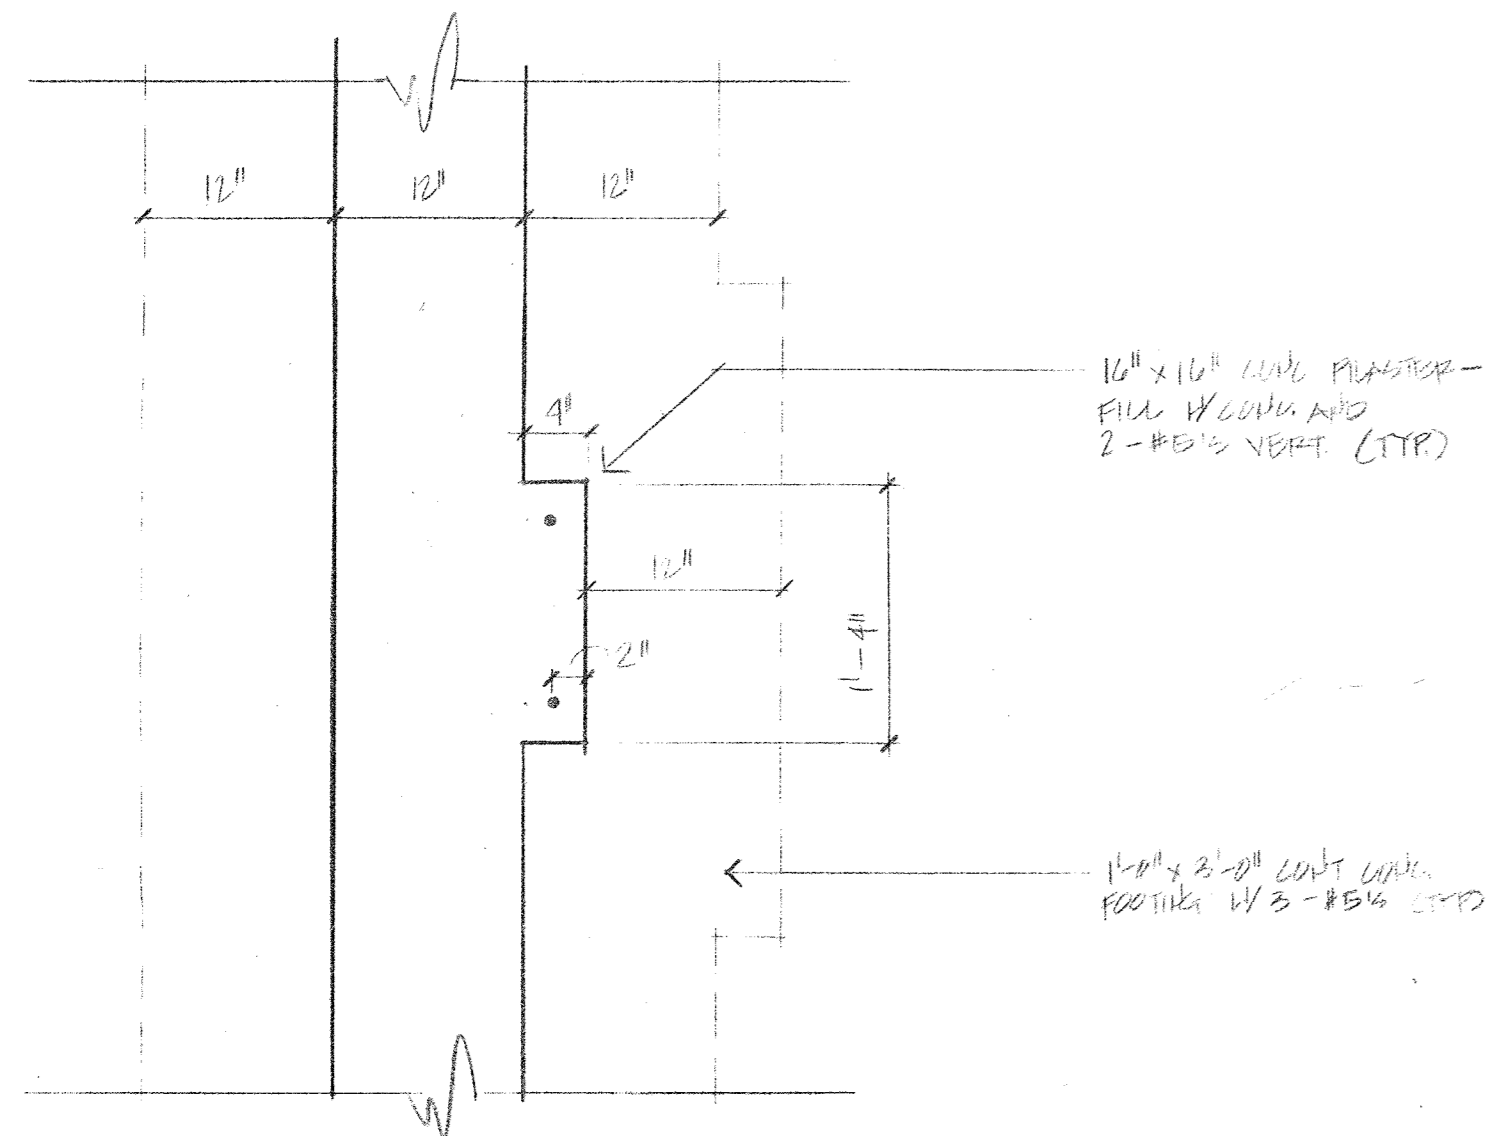 12" 12" 12"
4"
16" x 16" CONC PILASTER—
FILL W/ CONC. AND
2 - #5'S VERT. (TYP.)
12"
2"
1'-4"
1'-0" x 3'-0" CONT CONC.
FOOTING W/ 3 - #5'S (TYP)